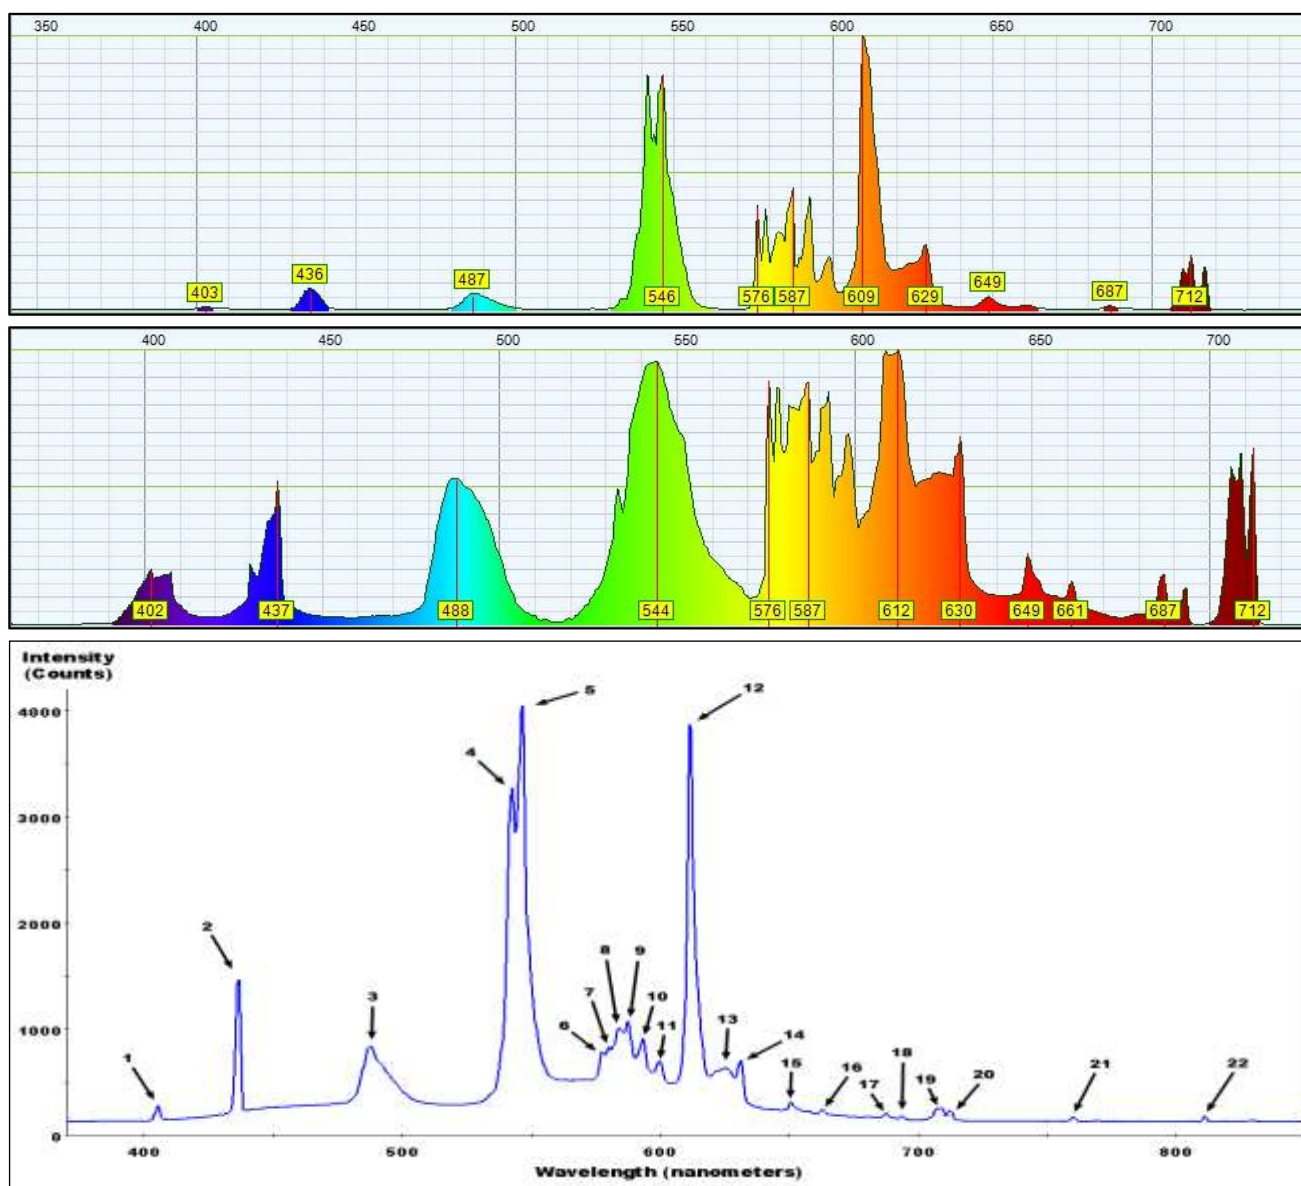 350 400 450 500 550 600 650 700
403 436 487 546 576 587 609 629 649 687 712
400 450 500 550 600 650 700
402 437 488 544 576 587 612 630 649 661 687 712
Intensity
(Counts)
4000
3000
2000
1000
0
1 2 3 4 5 6 7 8 9 10 11 12 13 14 15 16 17 18 19 20 21 22
400 500 600 700 800
Wavelength (nanometers)